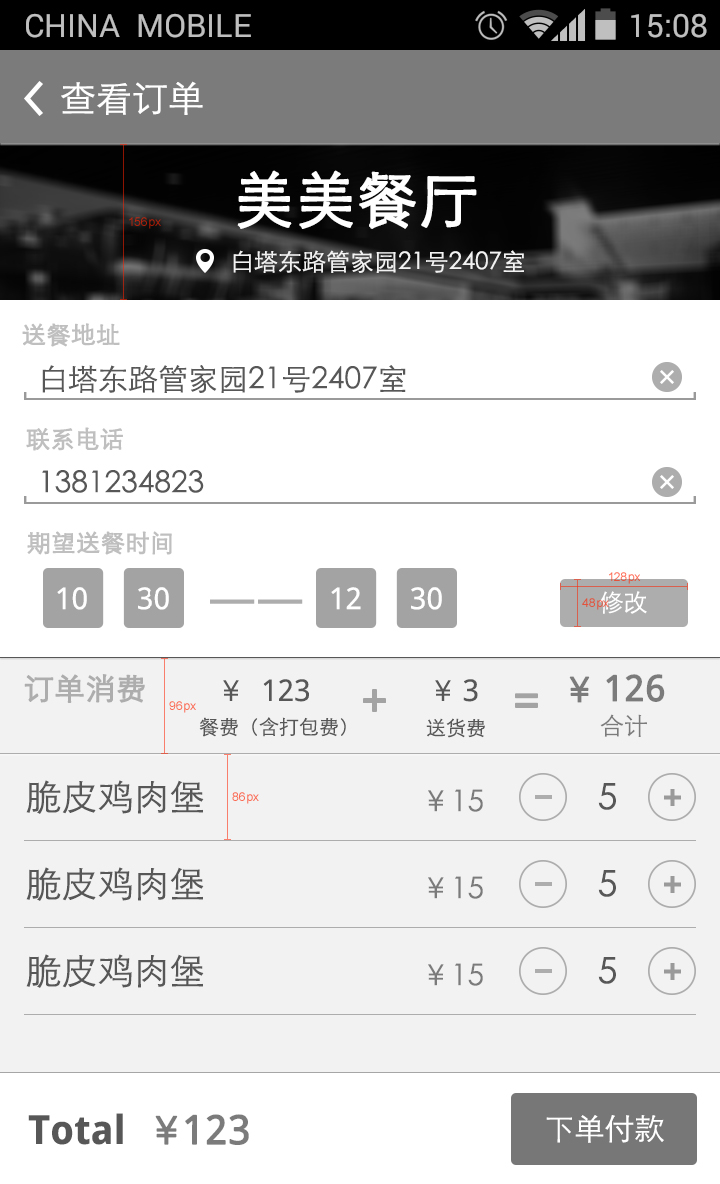 CHINA MOBILE 15:08
查看订单
美美餐厅
156px
白塔东路管家园21号2407室
送餐地址
白塔东路管家园21号2407室
联系电话
1381234823
期望送餐时间
128px
10 30 —— 12 30 48px 修改
订单消费 ¥ 123 + ¥ 3 = ¥ 126
96px
餐费（含打包费） 送货费 合计
脆皮鸡肉堡 86px ¥15 − 5 +
脆皮鸡肉堡 ¥15 − 5 +
脆皮鸡肉堡 ¥15 − 5 +
Total ¥123 下单付款